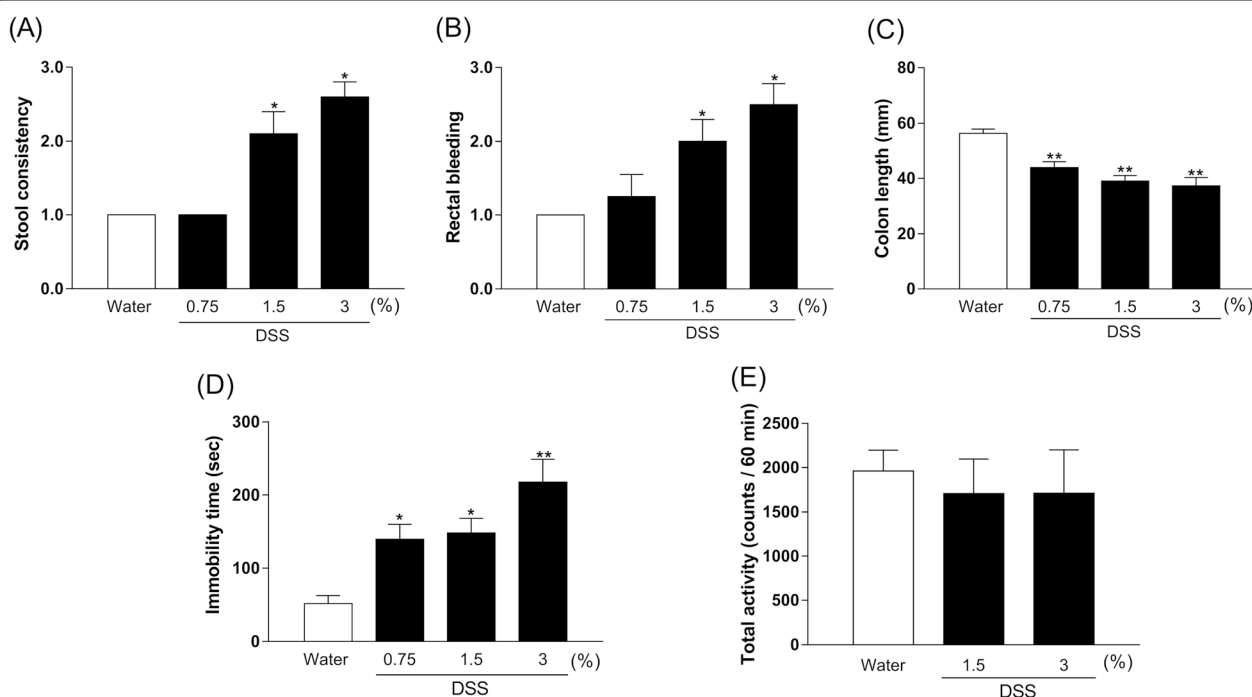 (A)
3.0
2.0
1.0
0.0
Stool consistency
*
*
Water 0.75 1.5 3 (%)
DSS
(B)
3.0
2.0
1.0
0.0
Rectal bleeding
*
*
Water 0.75 1.5 3 (%)
DSS
(C)
80
60
40
20
0
Colon length (mm)
** ** **
Water 0.75 1.5 3 (%)
DSS
(D)
300
200
100
0
Immobility time (sec)
* * **
Water 0.75 1.5 3 (%)
DSS
(E)
2500
2000
1500
1000
500
0
Total activity (counts / 60 min)
Water 1.5 3 (%)
DSS